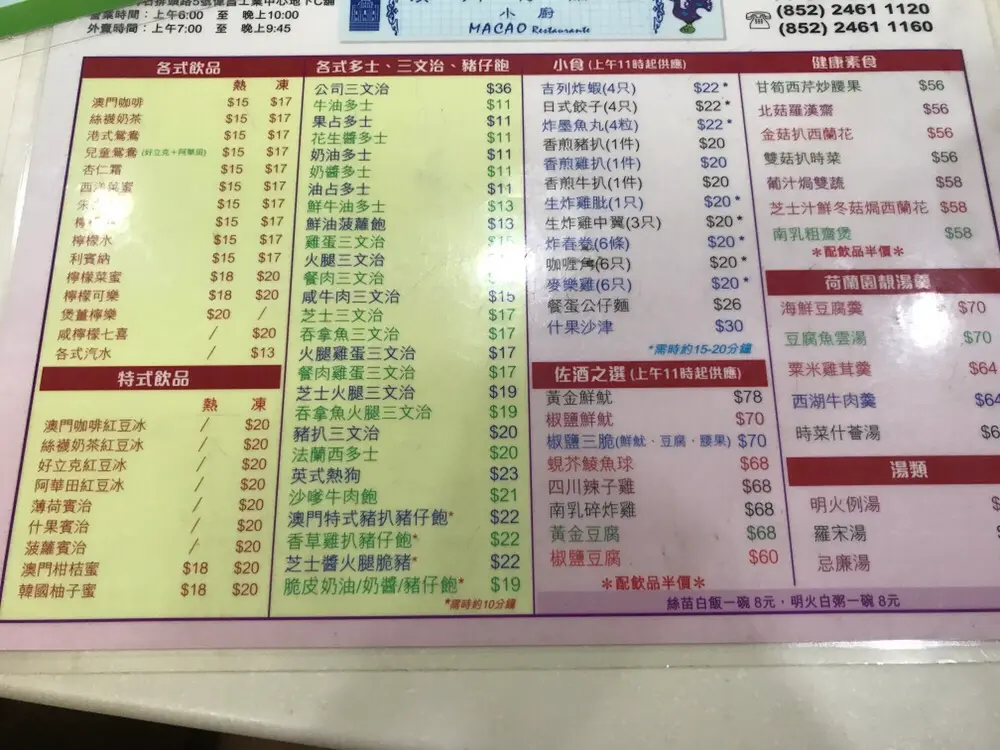 石排頭路5號偉昌工業中心地下C舖
營業時間：上午6:00 至 晚上10:00
外賣時間：上午7:00 至 晚上9:45
小廚
MACAO Restaurante
(852) 2461 1120
(852) 2461 1160
各式飲品
熱 凍
澳門咖啡 $15 $17
絲襪奶茶 $15 $17
港式鴛鴦 $15 $17
兒童鴛鴦 (好立克+阿華田) $15 $17
杏仁霜 $15 $17
西洋菜蜜 $15 $17
$15 $17
$15 $17
檸檬水 $15 $17
利賓納 $15 $17
檸檬菜蜜 $18 $20
檸檬可樂 $18 $20
煲薑檸樂 $20 /
咸檸檬七喜 / $20
各式汽水 / $13
特式飲品
熱 凍
澳門咖啡紅豆冰 / $20
絲襪奶茶紅豆冰 / $20
好立克紅豆冰 / $20
阿華田紅豆冰 / $20
薄荷賓治 / $20
什果賓治 / $20
菠蘿賓治 / $20
澳門柑桔蜜 $18 $20
韓國柚子蜜 $18 $20
各式多士、三文治、豬仔飽
公司三文治 $36
牛油多士 $11
果占多士 $11
花生醬多士 $11
奶油多士 $11
奶醬多士 $11
油占多士 $11
鮮牛油多士 $13
鮮油菠蘿飽 $13
雞蛋三文治 $15
火腿三文治
餐肉三文治
咸牛肉三文治 $15
芝士三文治 $17
吞拿魚三文治 $17
火腿雞蛋三文治 $17
餐肉雞蛋三文治 $17
芝士火腿三文治 $19
吞拿魚火腿三文治 $19
豬扒三文治 $20
法蘭西多士 $20
英式熱狗 $23
沙嗲牛肉飽 $21
澳門特式豬扒豬仔飽* $22
香草雞扒豬仔飽* $22
芝士醬火腿脆豬* $22
脆皮奶油/奶醬/豬仔飽* $19
*需時約10分鐘
小食 (上午11時起供應)
吉列炸蝦(4只) $22 *
日式餃子(4只) $22 *
炸墨魚丸(4粒) $22 *
香煎豬扒(1件) $20
香煎雞扒(1件) $20
香煎牛扒(1件) $20
生炸雞肶(1只) $20 *
生炸雞中翼(3只) $20 *
炸春卷(6條) $20 *
咖喱角(6只) $20 *
麥樂雞(6只) $20 *
餐蛋公仔麵 $26
什果沙津 $30
*需時約15-20分鐘
佐酒之選 (上午11時起供應)
黃金鮮魷 $78
椒鹽鮮魷 $70
椒鹽三脆(鮮魷·豆腐·腰果) $70
蜆芥鯪魚球 $68
四川辣子雞 $68
南乳碎炸雞 $68
黃金豆腐 $68
椒鹽豆腐 $60
*配飲品半價*
健康素食
甘筍西芹炒腰果 $56
北菇羅漢齋 $56
金菇扒西蘭花 $56
雙菇扒時菜 $56
葡汁焗雙蔬 $58
芝士汁鮮冬菇焗西蘭花 $58
南乳粗齋煲 $58
*配飲品半價*
荷蘭園靚湯羹
海鮮豆腐羹 $70
豆腐魚雲湯 $70
粟米雞茸羹 $64
西湖牛肉羹 $64
時菜什薈湯 $6
湯類
明火例湯 $
羅宋湯
忌廉湯
絲苗白飯一碗 8元，明火白粥一碗 8元